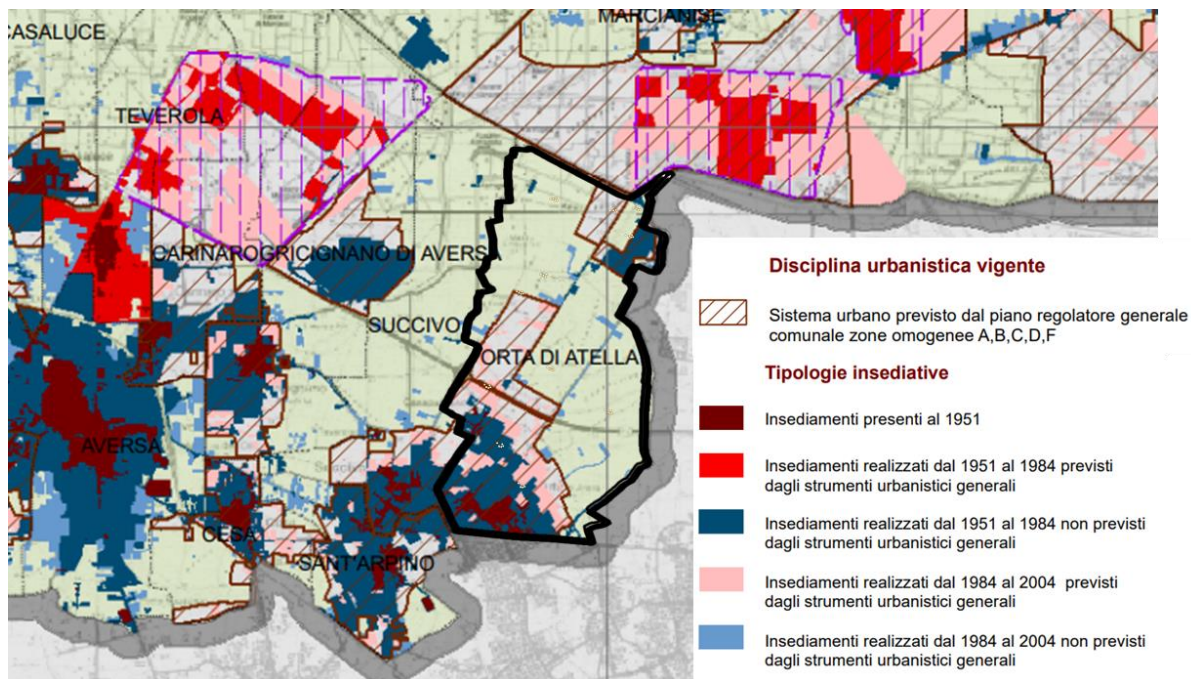 MARCIANISE
CASALUCE
TEVEROLA
CARINAROGRICIGNANO DI AVERSA
SUCCIVO
ORTA DI ATELLA
AVERSA
CESA
SANT'ARPINO
Disciplina urbanistica vigente
Sistema urbano previsto dal piano regolatore generale
comunale zone omogenee A,B,C,D,F
Tipologie insediative
Insediamenti presenti al 1951
Insediamenti realizzati dal 1951 al 1984 previsti
dagli strumenti urbanistici generali
Insediamenti realizzati dal 1951 al 1984 non previsti
dagli strumenti urbanistici generali
Insediamenti realizzati dal 1984 al 2004 previsti
dagli strumenti urbanistici generali
Insediamenti realizzati dal 1984 al 2004 non previsti
dagli strumenti urbanistici generali